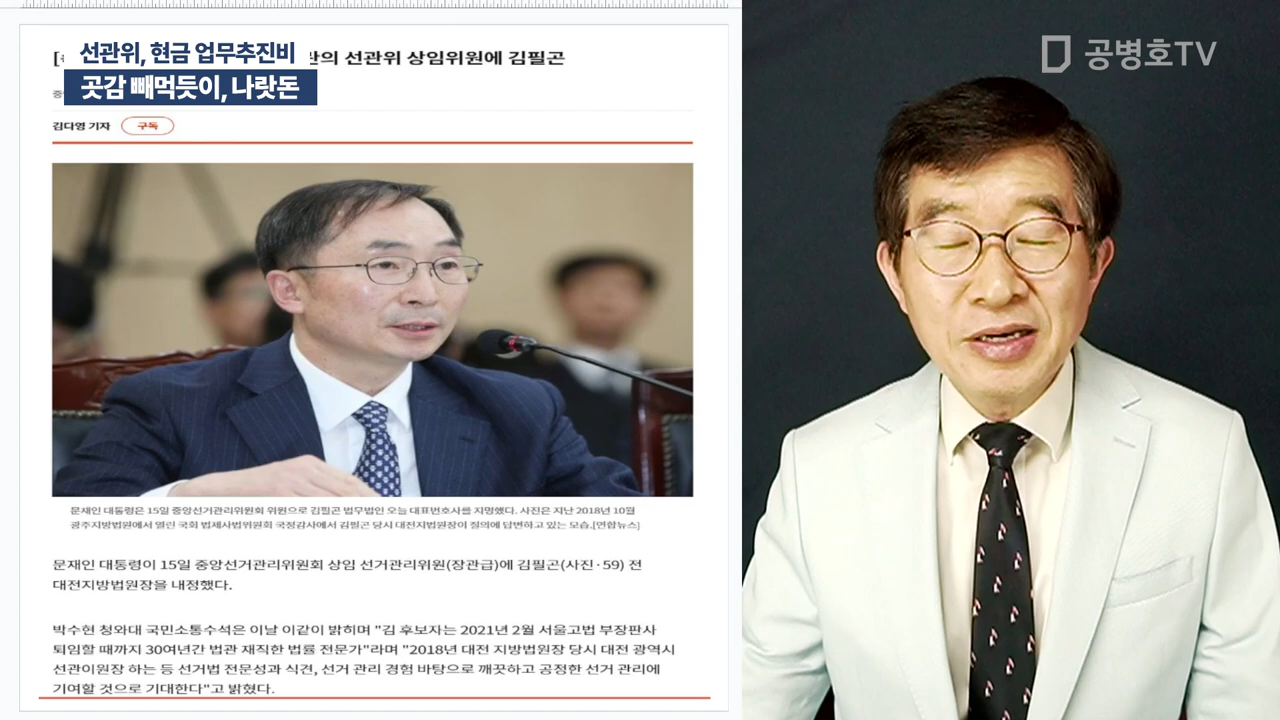 선관위, 현금 업무추진비
곶감 빼먹듯이, 나랏돈
의 선관위 상임위원에 김필곤
김다영 기자 구독
공병호TV
문재인 대통령은 15일 중앙선거관리위원회 위원으로 김필곤 법무법인 오늘 대표변호사를 지명했다. 사진은 지난 2018년 10월
광주지방법원에서 열린 국회 법제사법위원회 국정감사에서 김필곤 당시 대전지법원장이 질의에 답변하고 있는 모습.[연합뉴스]
문재인 대통령이 15일 중앙선거관리위원회 상임 선거관리위원(장관급)에 김필곤(사진·59) 전
대전지방법원장을 내정했다.
박수현 청와대 국민소통수석은 이날 이같이 밝히며 "김 후보자는 2021년 2월 서울고법 부장판사
퇴임할 때까지 30여년간 법관 재직한 법률 전문가"라며 "2018년 대전 지방법원장 당시 대전 광역시
선관이원장 하는 등 선거법 전문성과 식견, 선거 관리 경험 바탕으로 깨끗하고 공정한 선거 관리에
기여할 것으로 기대한다"고 밝혔다.